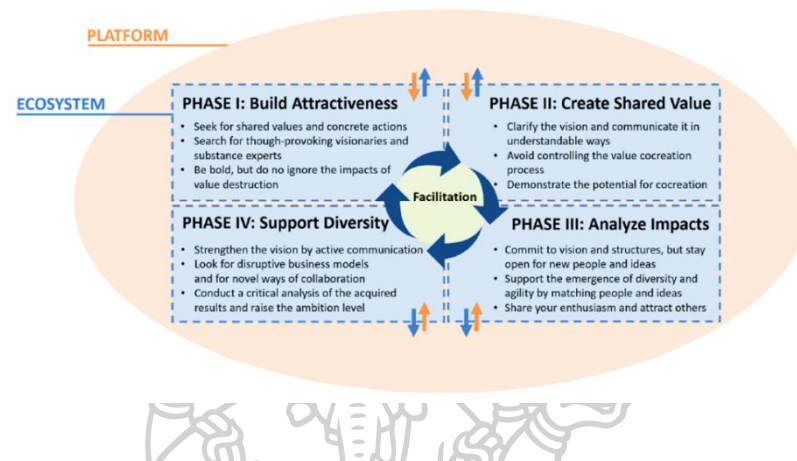 PLATFORM
ECOSYSTEM
PHASE I: Build Attractiveness
• Seek for shared values and concrete actions
• Search for though-provoking visionaries and
substance experts
• Be bold, but do no ignore the impacts of
value destruction
PHASE II: Create Shared Value
• Clarify the vision and communicate it in
understandable ways
• Avoid controlling the value cocreation
process
• Demonstrate the potential for cocreation
Facilitation
PHASE IV: Support Diversity
• Strengthen the vision by active communication
• Look for disruptive business models
and for novel ways of collaboration
• Conduct a critical analysis of the acquired
results and raise the ambition level
PHASE III: Analyze Impacts
• Commit to vision and structures, but stay
open for new people and ideas
• Support the emergence of diversity and
agility by matching people and ideas
• Share your enthusiasm and attract others